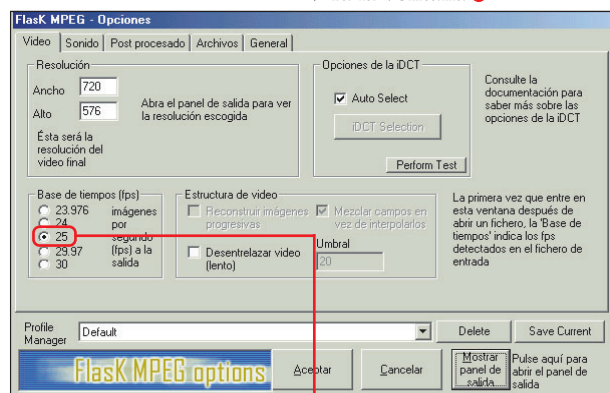 FlasK MPEG - Opciones
Video Sonido Post procesado Archivos General
Resolución
Ancho 720
Alto 576
Abra el panel de salida para ver
la resolución escogida
Ésta será la
resolución del
video final
Opciones de la iDCT
Auto Select
iDCT Selection
Perform Test
Consulte la
documentación para
saber más sobre las
opciones de la iDCT
Base de tiempos (fps)
23.976
24
25
29.97
30
imágenes
por
segundo
(fps) a la
salida
Estructura de video
Reconstruir imágenes
progresivas
Mezclar campos en
vez de interpolarlos
Desentrelazar video
(lento)
Umbral
20
La primera vez que entre en
esta ventana después de
abrir un fichero, la 'Base de
tiempos' indica los fps
detectados en el fichero de
entrada
Profile
Manager
Default
Delete
Save Current
FlasK MPEG options
Aceptar
Cancelar
Mostrar
panel de
salida
Pulse aquí para
abrir el panel de
salida